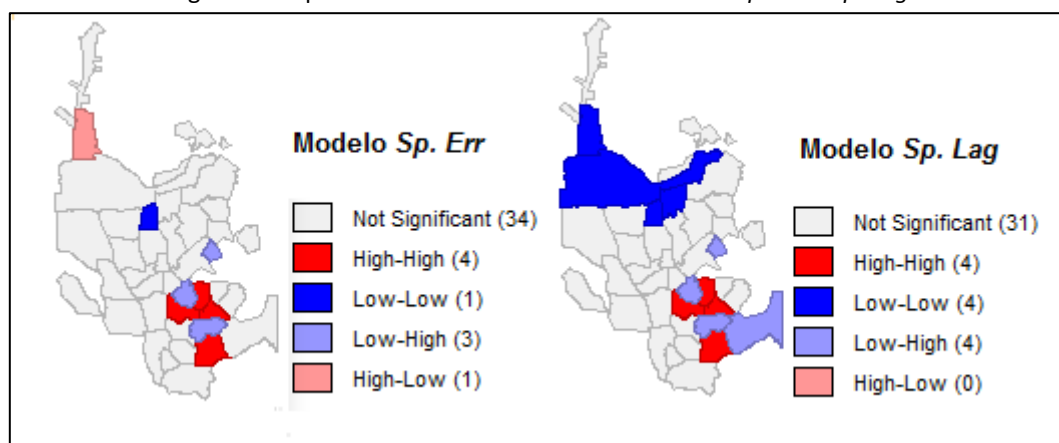 Modelo Sp. Err
Not Significant (34)
High-High (4)
Low-Low (1)
Low-High (3)
High-Low (1)
Modelo Sp. Lag
Not Significant (31)
High-High (4)
Low-Low (4)
Low-High (4)
High-Low (0)